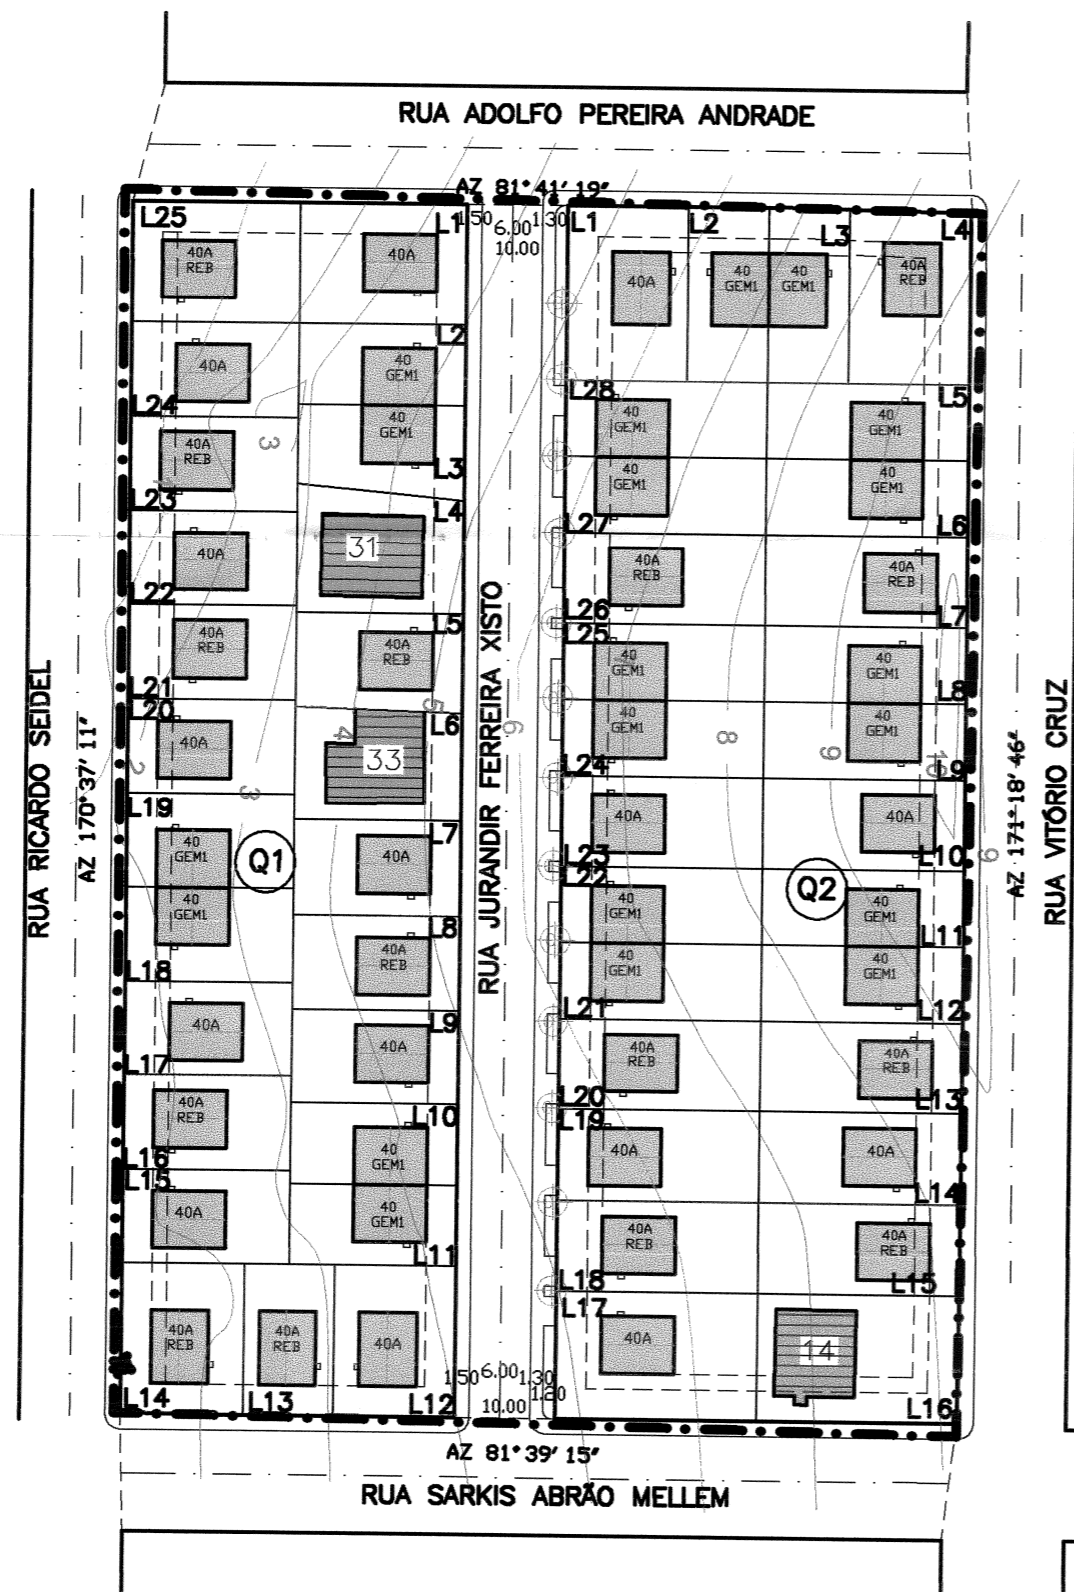 RUA ADOLFO PEREIRA ANDRADE
AZ 81°41'19"
L25
L1
1.50
6.00
1.30
10.00
L1
L2
L3
L4
40A
REB
40A
40A
40
GEM1
40
GEM1
40A
REB
L2
40A
40
GEM1
L28
40
GEM1
40
GEM1
L5
L24
40A
REB
3
40
GEM1
L3
40
GEM1
40
GEM1
L23
L4
L27
L6
40A
31
40A
REB
40A
REB
L22
L5
L26
L25
L7
40A
REB
40A
REB
40
GEM1
40
GEM1
L21
L20
L6
L8
40A
2
3
4
5
33
6
40
GEM1
8
9
40
GEM1
10
L24
L9
L19
L7
40A
40A
L23
L22
L10
9
40
GEM1
Q1
40A
40
GEM1
Q2
40
GEM1
40
GEM1
L8
L11
L18
40A
REB
40
GEM1
40
GEM1
L21
L12
40A
L9
40A
40A
REB
40A
REB
L17
L20
L19
L13
40A
REB
L10
40
GEM1
40A
40A
L16
L15
L14
40A
40
GEM1
40A
REB
40A
REB
L11
L18
L17
L15
40A
REB
40A
REB
40A
40A
14
L14
L13
L12
1.50
6.00
1.30
1.20
10.00
L16
AZ 81°39'15"
RUA SARKIS ABRÃO MELLEM
RUA RICARDO SEIDEL
AZ 170°37'11"
RUA JURANDIR FERREIRA XISTO
AZ 171°18'46"
RUA VITÓRIO CRUZ